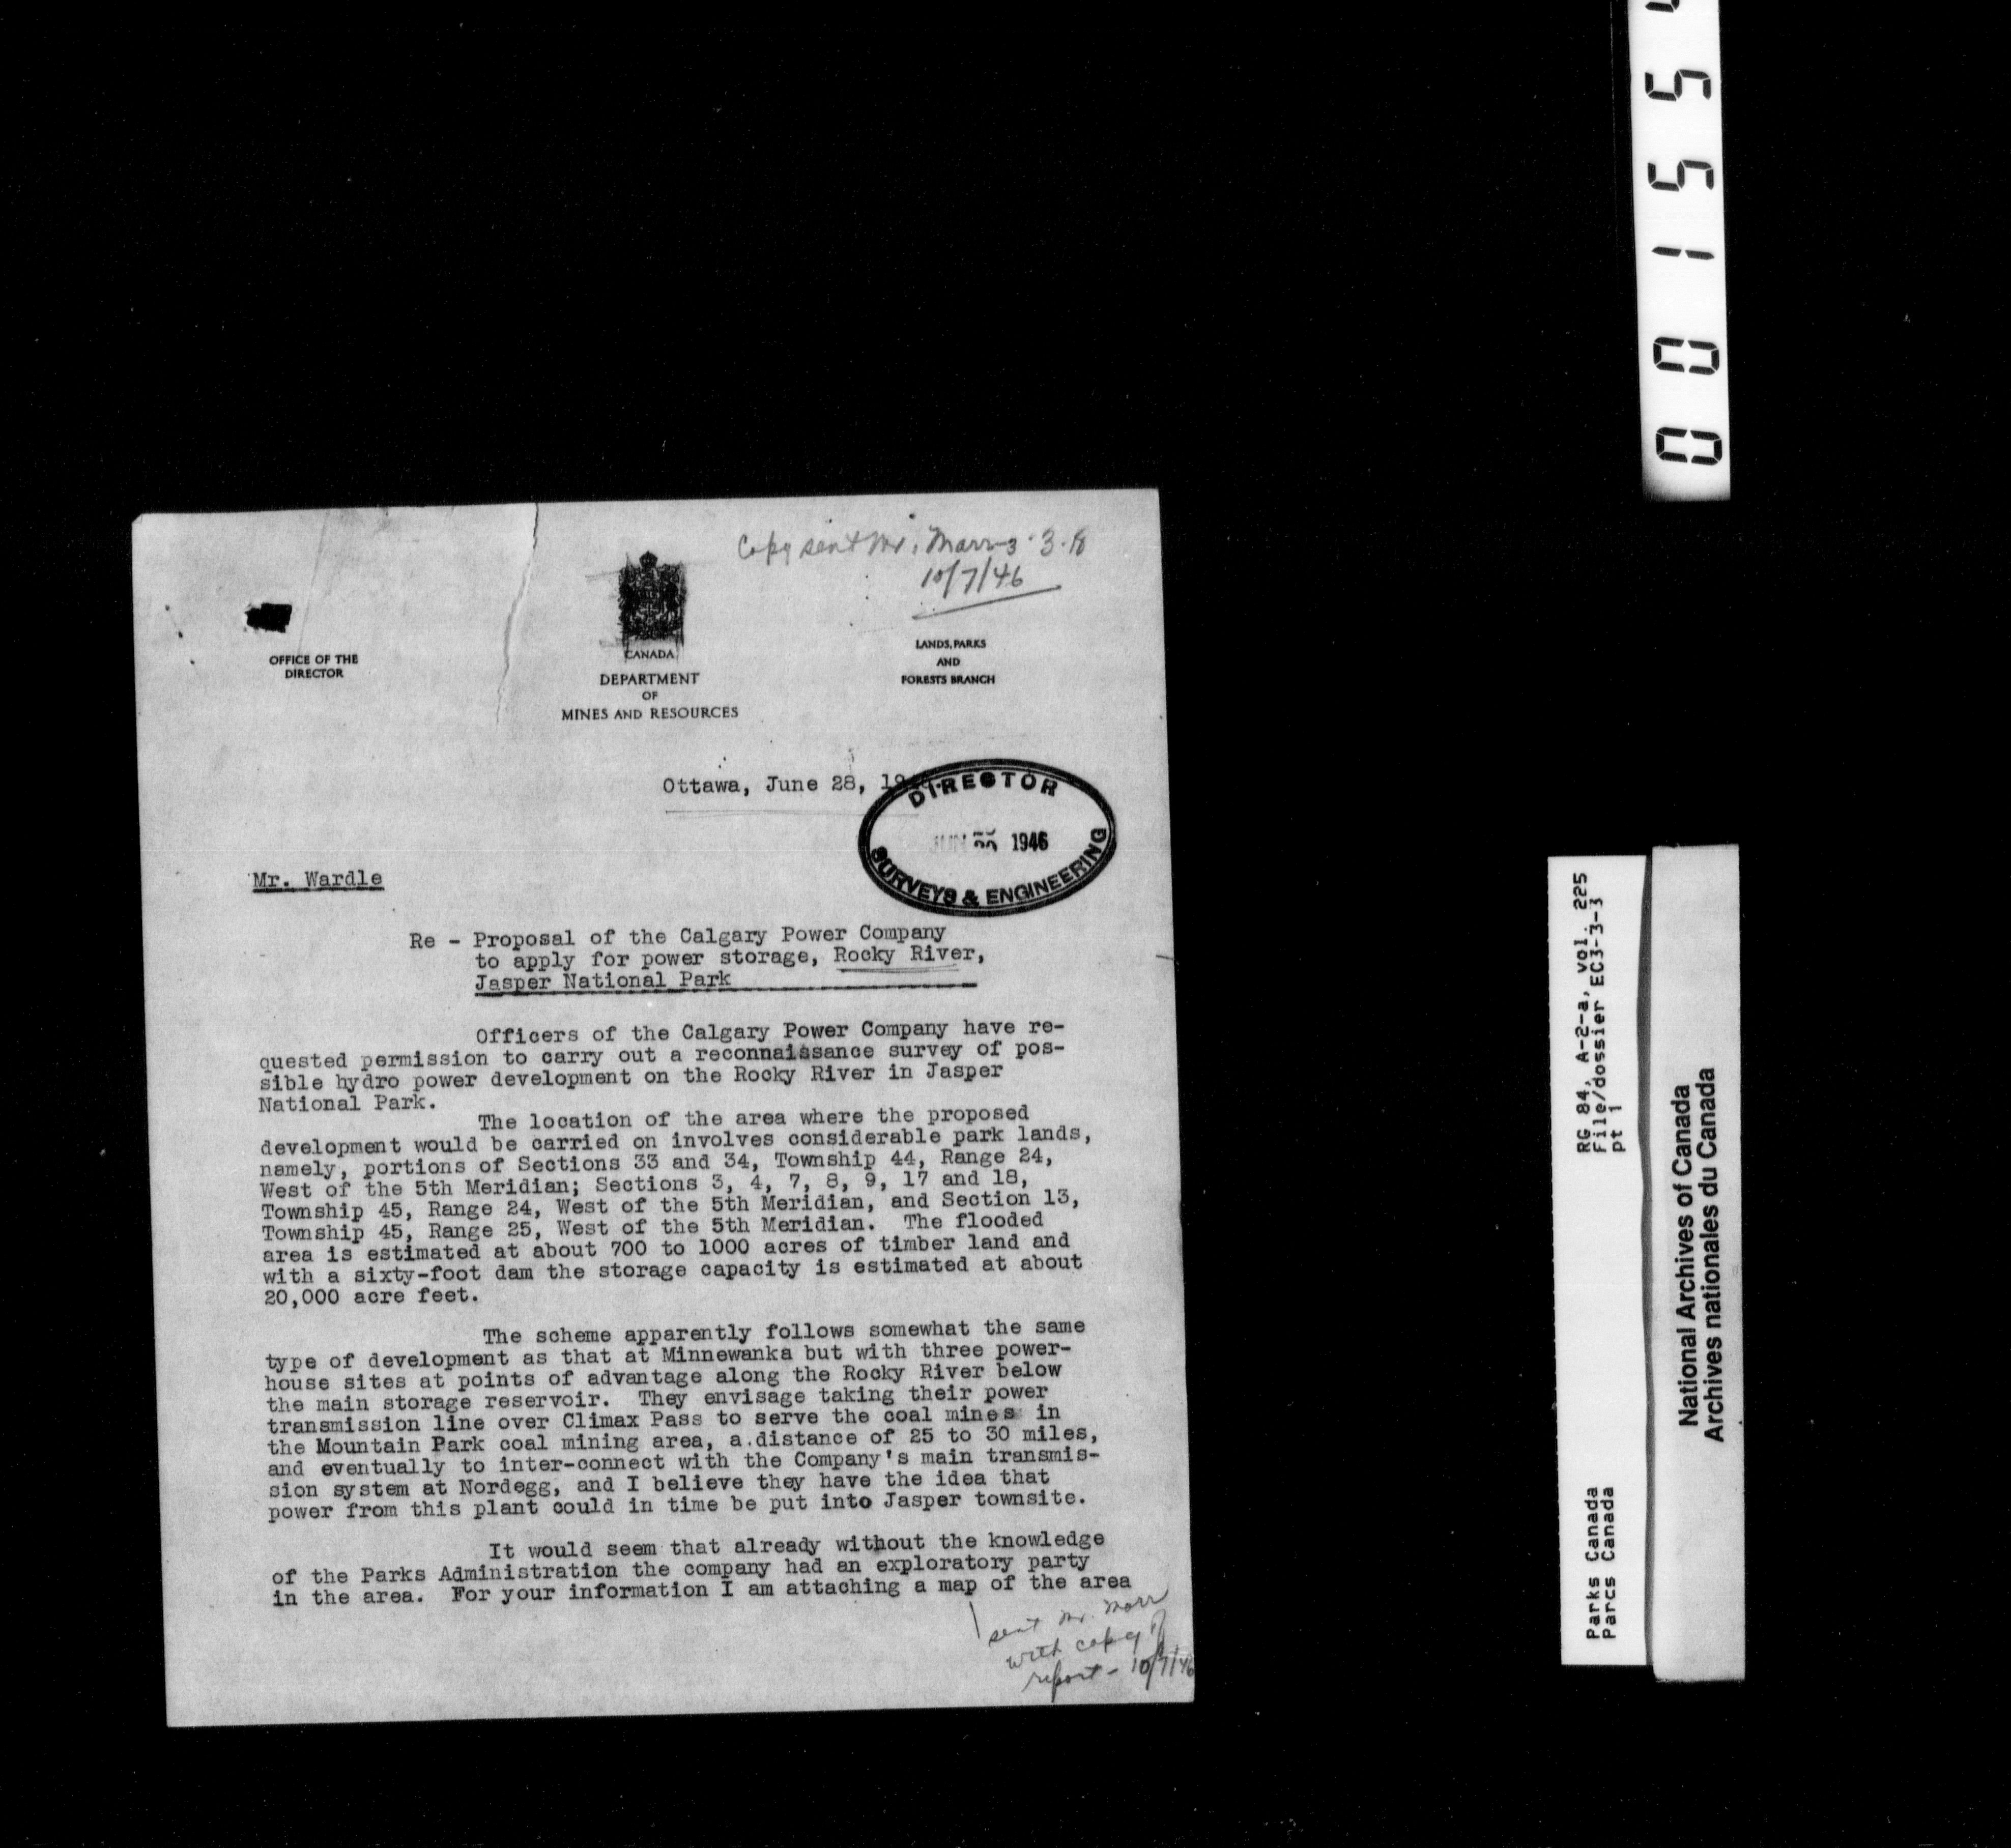 Copy sent Mr. Marr
10/7/46
OFFICE OF THE
DIRECTOR
CANADA
DEPARTMENT
OF
MINES AND RESOURCES
LANDS, PARKS
AND
FORESTS BRANCH
Ottawa, June 28, 19
DIRECTOR
JUN 1946
SURVEYS & ENGINEERING
Mr. Wardle
Re - Proposal of the Calgary Power Company
to apply for power storage, Rocky River,
Jasper National Park
Officers of the Calgary Power Company have re-
quested permission to carry out a reconnaissance survey of pos-
sible hydro power development on the Rocky River in Jasper
National Park.
The location of the area where the proposed
development would be carried on involves considerable park lands,
namely, portions of Sections 33 and 34, Township 44, Range 24,
West of the 5th Meridian; Sections 3, 4, 7, 8, 9, 17 and 18,
Township 45, Range 24, West of the 5th Meridian, and Section 13,
Township 45, Range 25, West of the 5th Meridian. The flooded
area is estimated at about 700 to 1000 acres of timber land and
with a sixty-foot dam the storage capacity is estimated at about
20,000 acre feet.
The scheme apparently follows somewhat the same
type of development as that at Minnewanka but with three power-
house sites at points of advantage along the Rocky River below
the main storage reservoir. They envisage taking their power
transmission line over Climax Pass to serve the coal mines in
the Mountain Park coal mining area, a distance of 25 to 30 miles,
and eventually to inter-connect with the Company's main transmis-
sion system at Nordegg, and I believe they have the idea that
power from this plant could in time be put into Jasper townsite.
It would seem that already without the knowledge
of the Parks Administration the company had an exploratory party
in the area. For your information I am attaching a map of the area
sent Mr. Marr
with copy of
report - 10/7/46
0 0 1 5 5
RG 84, A-2-a, vol. 225
File/dossier EC3-3-3
pt 1
Parks Canada
Parcs Canada
National Archives of Canada
Archives nationales du Canada